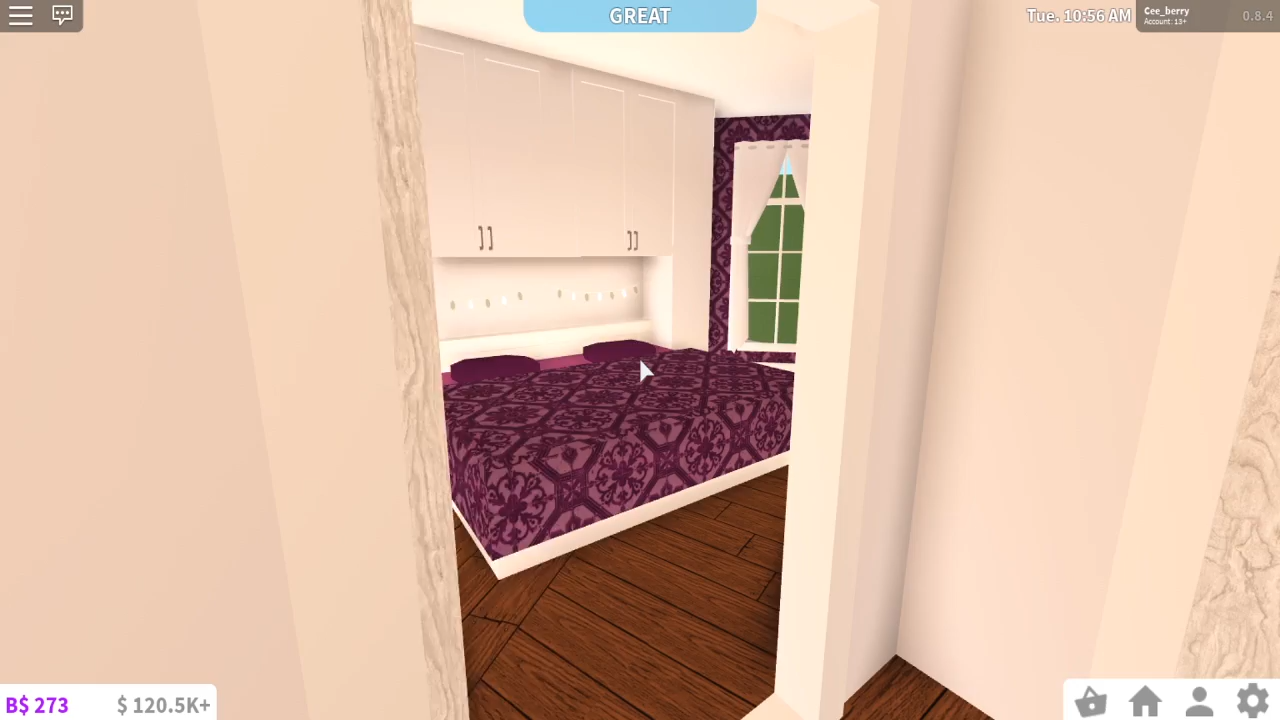 GREAT
Tue. 10:56 AM
Cee_berry
Account: 13+
0.8.4
B$ 273
$ 120.5K+